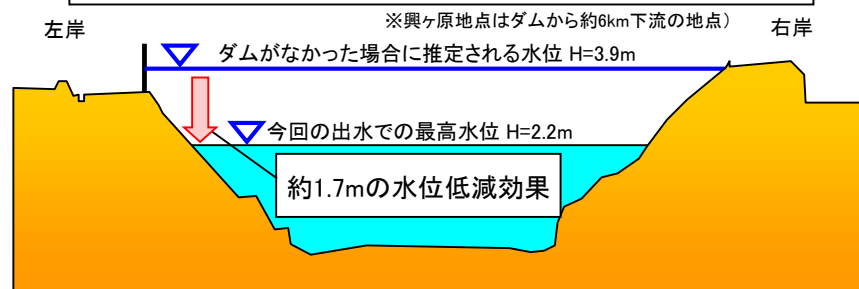 ※興ヶ原地点はダムから約6km下流の地点）
左岸
右岸
ダムがなかった場合に推定される水位 H=3.9m
今回の出水での最高水位 H=2.2m
約1.7mの水位低減効果